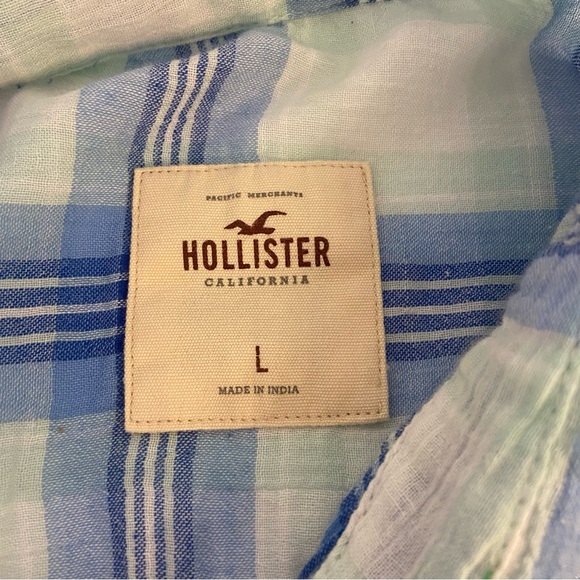 PACIFIC MERCHANTS
HOLLISTER
CALIFORNIA
L
MADE IN INDIA